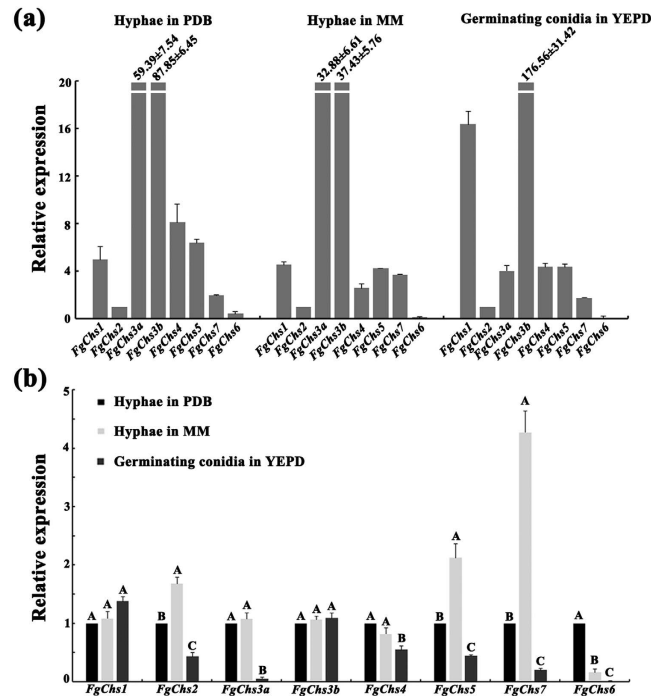 (a)
Hyphae in PDB
Hyphae in MM
Germinating conidia in YEPD
59.39±7.54
87.85±6.45
32.88±6.61
37.43±5.76
176.56±31.42
Relative expression
20
16
12
8
4
0
FgChs1 FgChs2 FgChs3a FgChs3b FgChs4 FgChs5 FgChs7 FgChs6
FgChs1 FgChs2 FgChs3a FgChs3b FgChs4 FgChs5 FgChs7 FgChs6
FgChs1 FgChs2 FgChs3a FgChs3b FgChs4 FgChs5 FgChs7 FgChs6
(b)
Hyphae in PDB
Hyphae in MM
Germinating conidia in YEPD
Relative expression
5
4
3
2
1
0
A A A
B A C
A A B
A A A
A A B
B A C
B A C
A B C
FgChs1 FgChs2 FgChs3a FgChs3b FgChs4 FgChs5 FgChs7 FgChs6